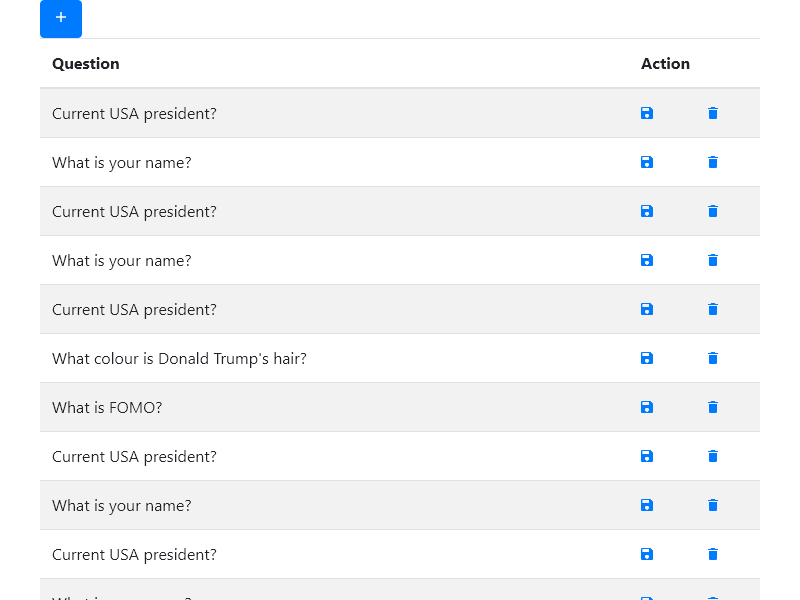 +
Question Action
Current USA president?
What is your name?
Current USA president?
What is your name?
Current USA president?
What colour is Donald Trump's hair?
What is FOMO?
Current USA president?
What is your name?
Current USA president?